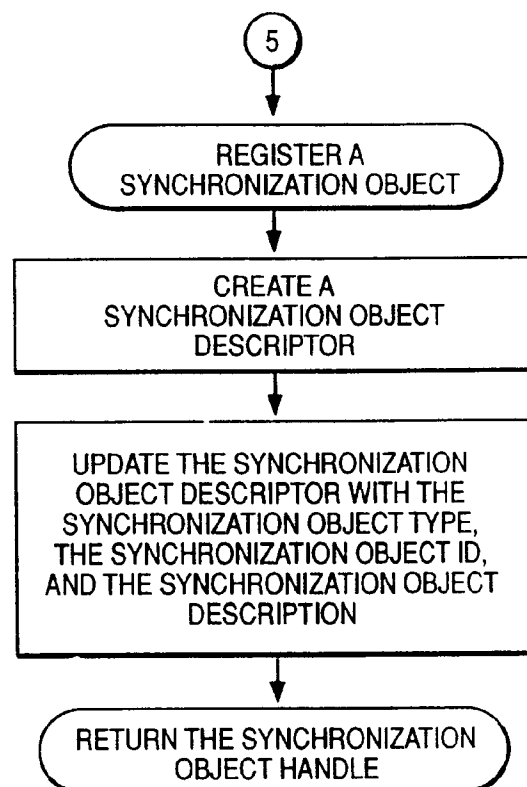 5
REGISTER A
SYNCHRONIZATION OBJECT
CREATE A
SYNCHRONIZATION OBJECT
DESCRIPTOR
UPDATE THE SYNCHRONIZATION
OBJECT DESCRIPTOR WITH THE
SYNCHRONIZATION OBJECT TYPE,
THE SYNCHRONIZATION OBJECT ID,
AND THE SYNCHRONIZATION OBJECT
DESCRIPTION
RETURN THE SYNCHRONIZATION
OBJECT HANDLE